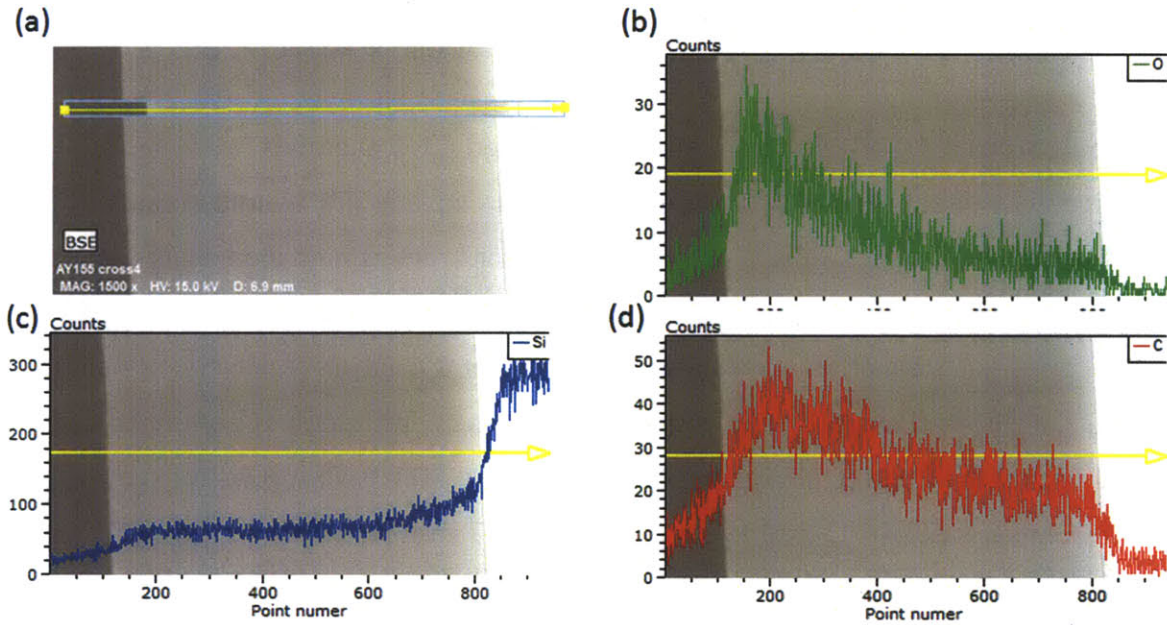 (a)
BSE
AY155 cross4
MAG: 1500 x HV: 15.0 kV D: 6.9 mm
(b)
Counts
O
30
20
10
0
(c)
Counts
Si
300
200
100
0
200 400 600 800
Point numer
(d)
Counts
C
50
40
30
20
10
0
200 400 600 800
Point numer